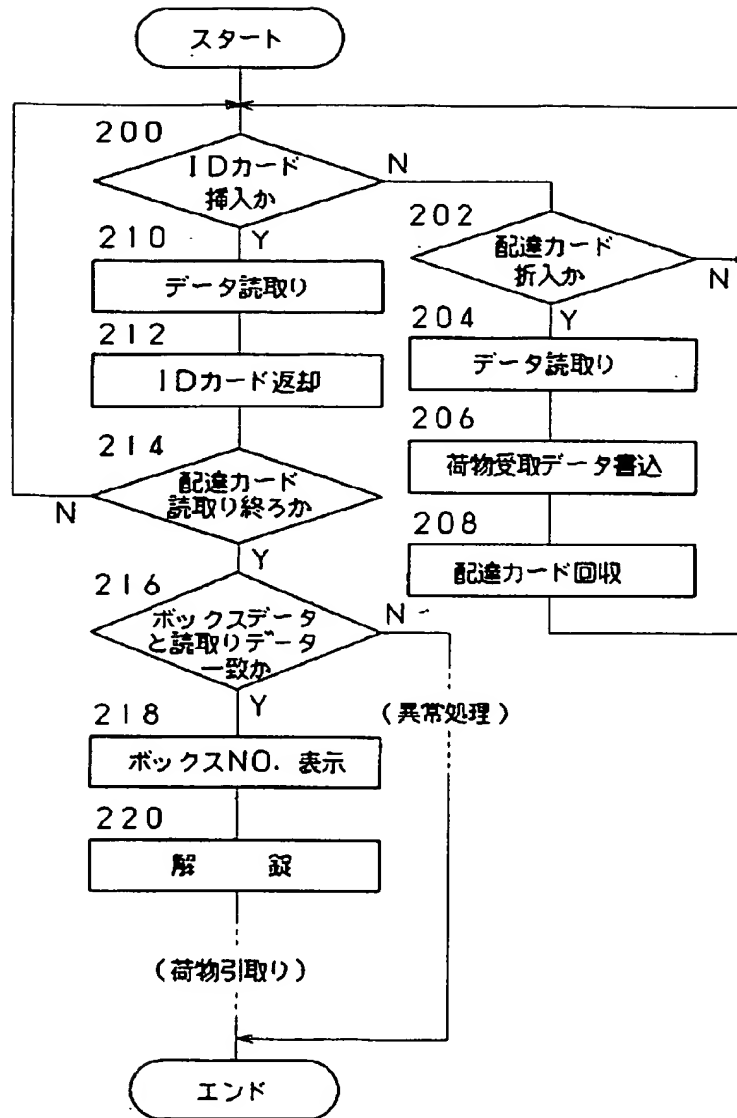 スタート
200
IDカード
挿入か
N
Y
202
配達カード
折入か
N
Y
204
データ読取り
206
荷物受取データ書込
208
配達カード回収
210
データ読取り
212
IDカード返却
214
配達カード
読取り終ろか
N
Y
216
ボックスデータ
と読取りデータ
一致か
N
Y
(異常処理)
218
ボックスNO. 表示
220
解 錠
(荷物引取り)
エンド